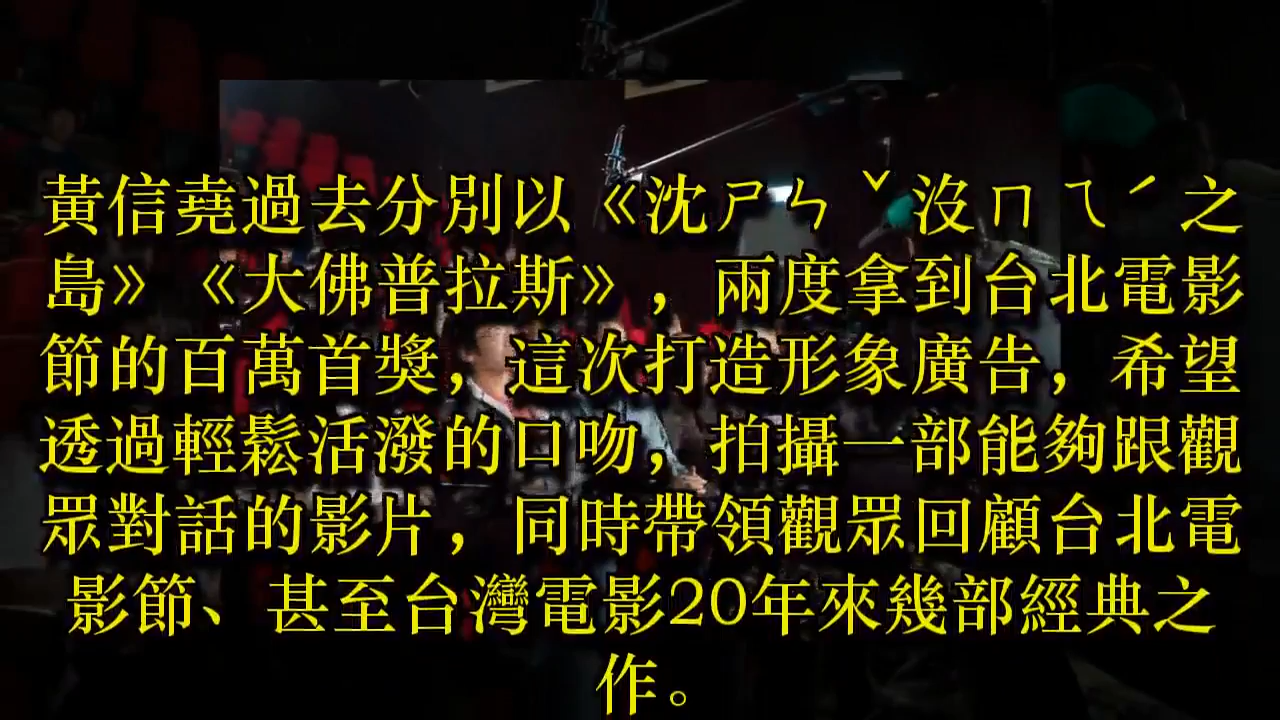 黃信堯過去分別以《沈ㄕㄣˇ沒ㄇㄟˊ之
島》《大佛普拉斯》，兩度拿到台北電影
節的百萬首獎，這次打造形象廣告，希望
透過輕鬆活潑的口吻，拍攝一部能夠跟觀
眾對話的影片，同時帶領觀眾回顧台北電
影節、甚至台灣電影20年來幾部經典之
作。